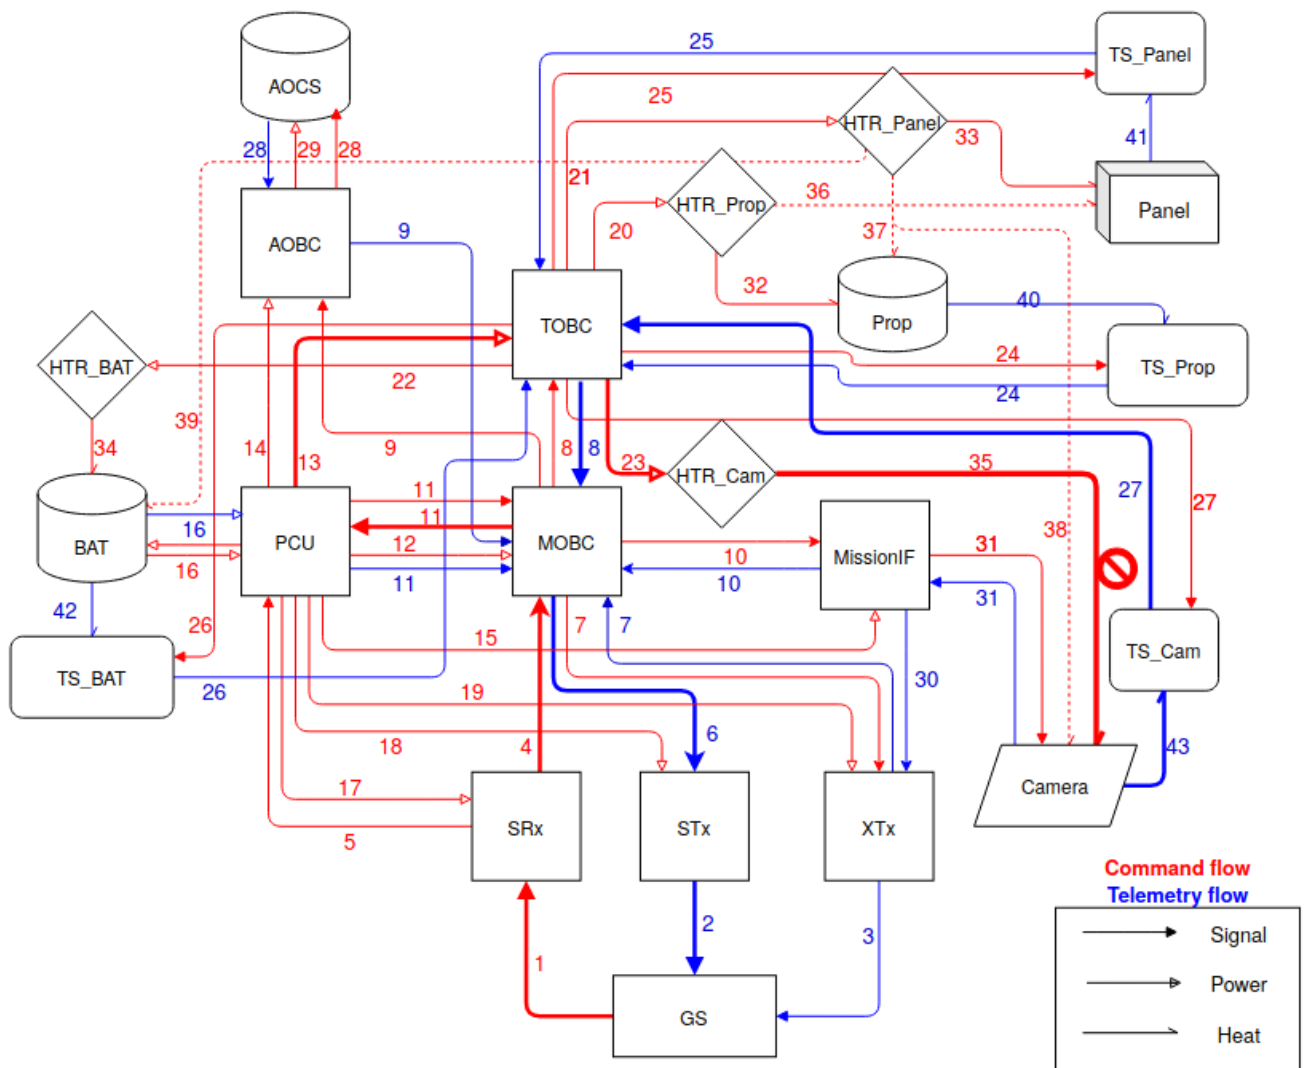 25
TS_Panel
AOCS
25
HTR_Panel
33
41
28
29
28
21
36
HTR_Prop
Panel
9
20
37
AOBC
32
40
Prop
TOBC
24
TS_Prop
HTR_BAT
22
24
39
34
14
13
9
8
8
23
HTR_Cam
35
11
27
27
16
11
38
BAT
PCU
12
MOBC
10
MissionIF
31
16
11
10
31
42
26
15
7
7
TS_BAT
26
19
30
TS_Cam
18
4
6
43
17
Camera
5
SRx
STx
XTx
Command flow
Telemetry flow
1
2
3
Signal
Power
GS
Heat